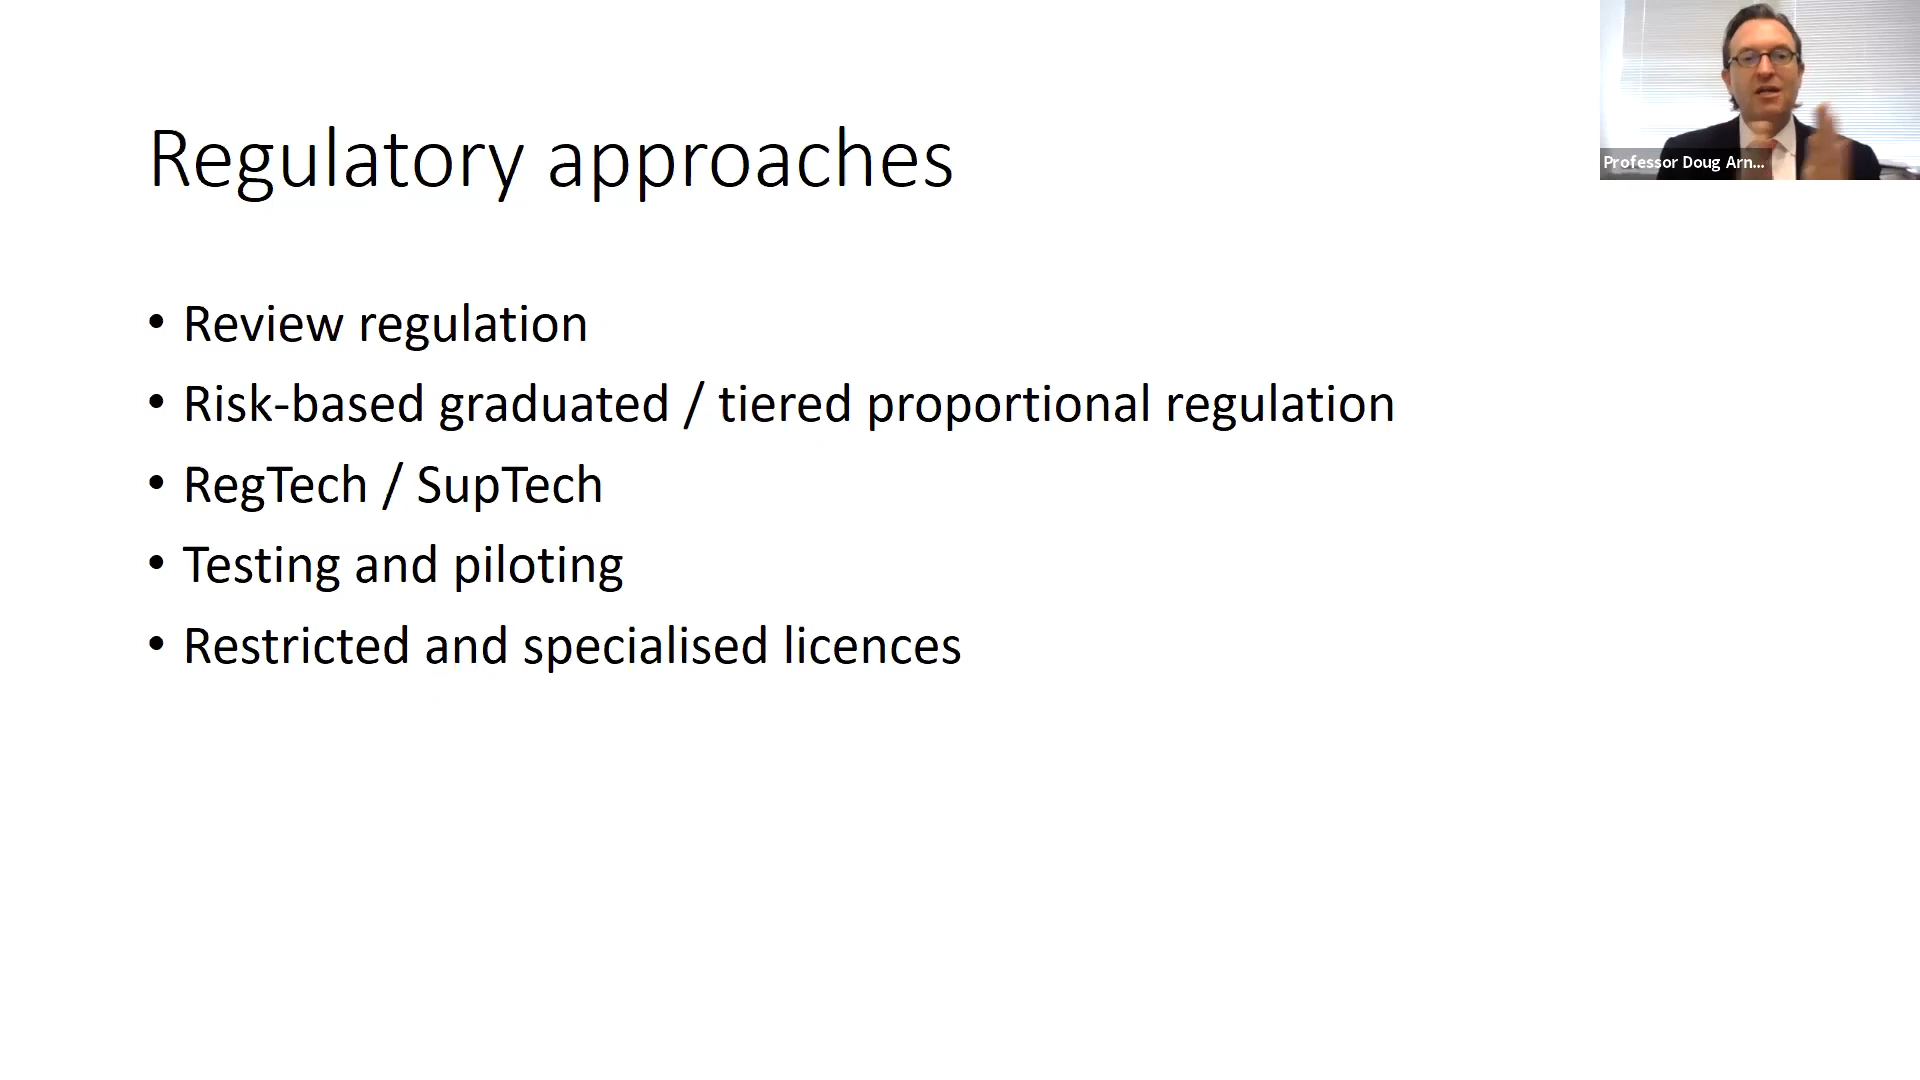 Regulatory approaches
• Review regulation
• Risk-based graduated / tiered proportional regulation
• RegTech / SupTech
• Testing and piloting
• Restricted and specialised licences
Professor Doug Arn...